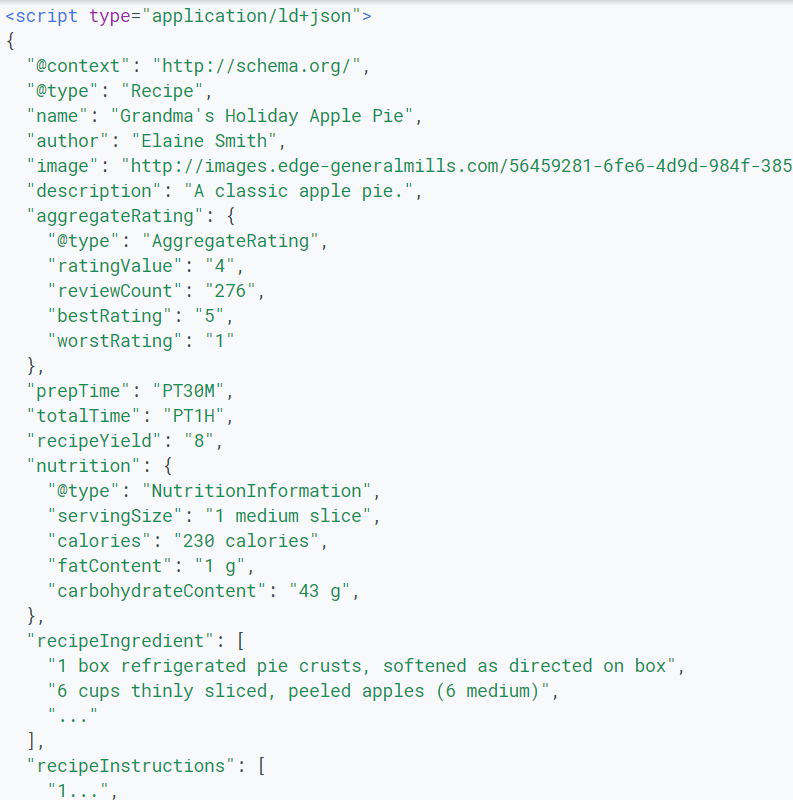 <script type="application/ld+json">
{
  "@context": "http://schema.org/",
  "@type": "Recipe",
  "name": "Grandma's Holiday Apple Pie",
  "author": "Elaine Smith",
  "image": "http://images.edge-generalmills.com/56459281-6fe6-4d9d-984f-385
  "description": "A classic apple pie.",
  "aggregateRating": {
    "@type": "AggregateRating",
    "ratingValue": "4",
    "reviewCount": "276",
    "bestRating": "5",
    "worstRating": "1"
  },
  "prepTime": "PT30M",
  "totalTime": "PT1H",
  "recipeYield": "8",
  "nutrition": {
    "@type": "NutritionInformation",
    "servingSize": "1 medium slice",
    "calories": "230 calories",
    "fatContent": "1 g",
    "carbohydrateContent": "43 g",
  },
  "recipeIngredient": [
    "1 box refrigerated pie crusts, softened as directed on box",
    "6 cups thinly sliced, peeled apples (6 medium)",
    "..."
  ],
  "recipeInstructions": [
    "1...",